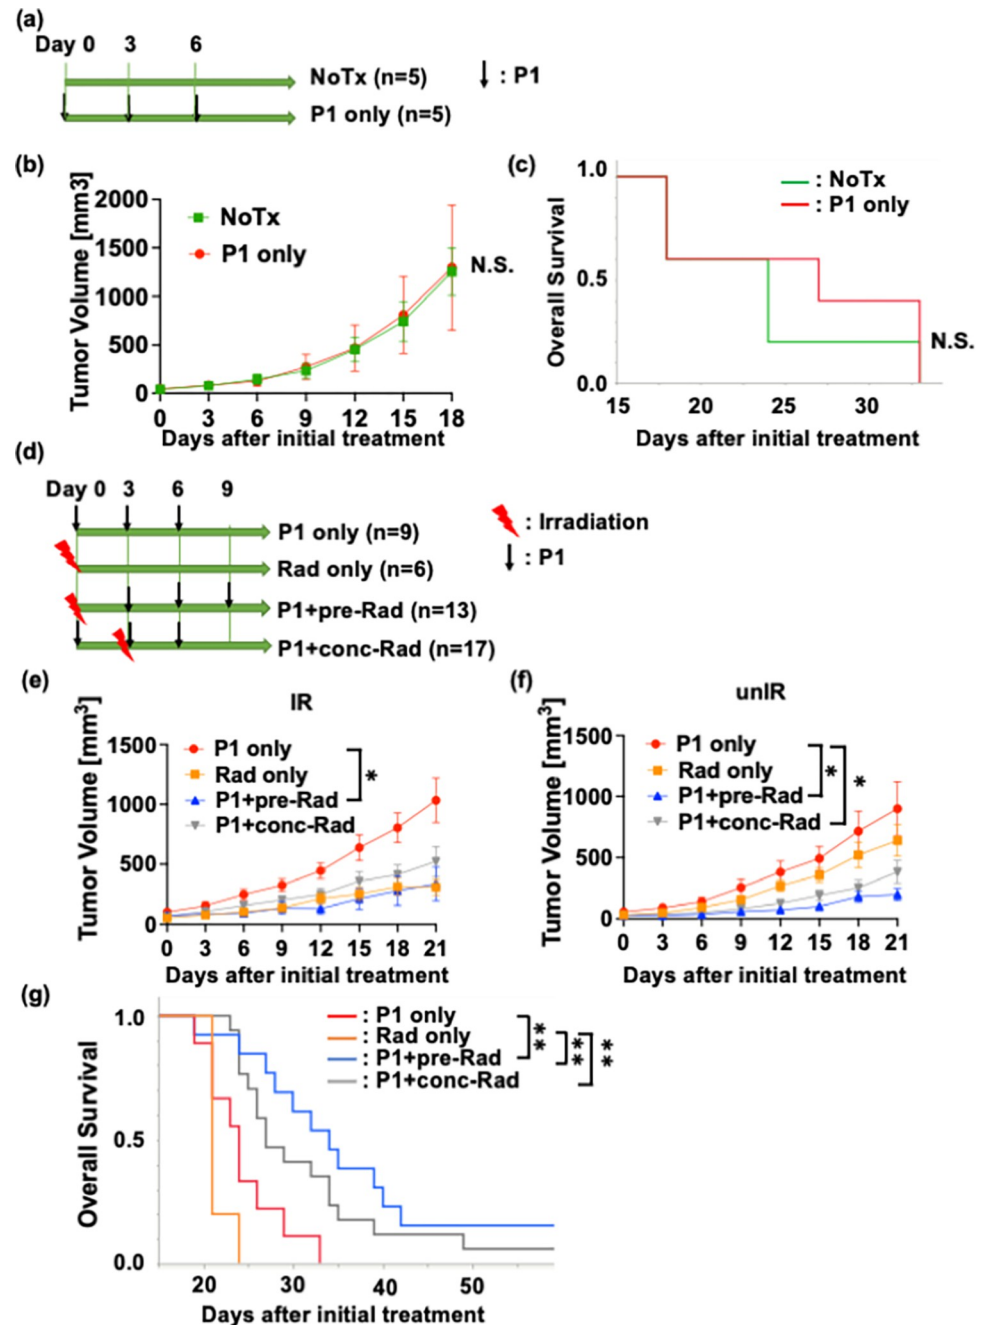 (a)
Day 0 3 6
NoTx (n=5)
↓ : P1
P1 only (n=5)
(b)
Tumor Volume [mm3]
2000
1500
1000
500
0
NoTx
P1 only
N.S.
0 3 6 9 12 15 18
Days after initial treatment
(c)
Overall Survival
1.0
0.5
0.0
: NoTx
: P1 only
N.S.
15 20 25 30
Days after initial treatment
(d)
Day 0 3 6 9
P1 only (n=9)
Rad only (n=6)
P1+pre-Rad (n=13)
P1+conc-Rad (n=17)
: Irradiation
↓ : P1
(e)
IR
Tumor Volume [mm³]
1500
1000
500
0
P1 only
Rad only
P1+pre-Rad
P1+conc-Rad
*
0 3 6 9 12 15 18 21
Days after initial treatment
(f)
unIR
Tumor Volume [mm³]
1500
1000
500
0
P1 only
Rad only
P1+pre-Rad
P1+conc-Rad
*
*
0 3 6 9 12 15 18 21
Days after initial treatment
(g)
Overall Survival
1.0
0.5
0.0
: P1 only
: Rad only
: P1+pre-Rad
: P1+conc-Rad
**
**
**
20 30 40 50
Days after initial treatment